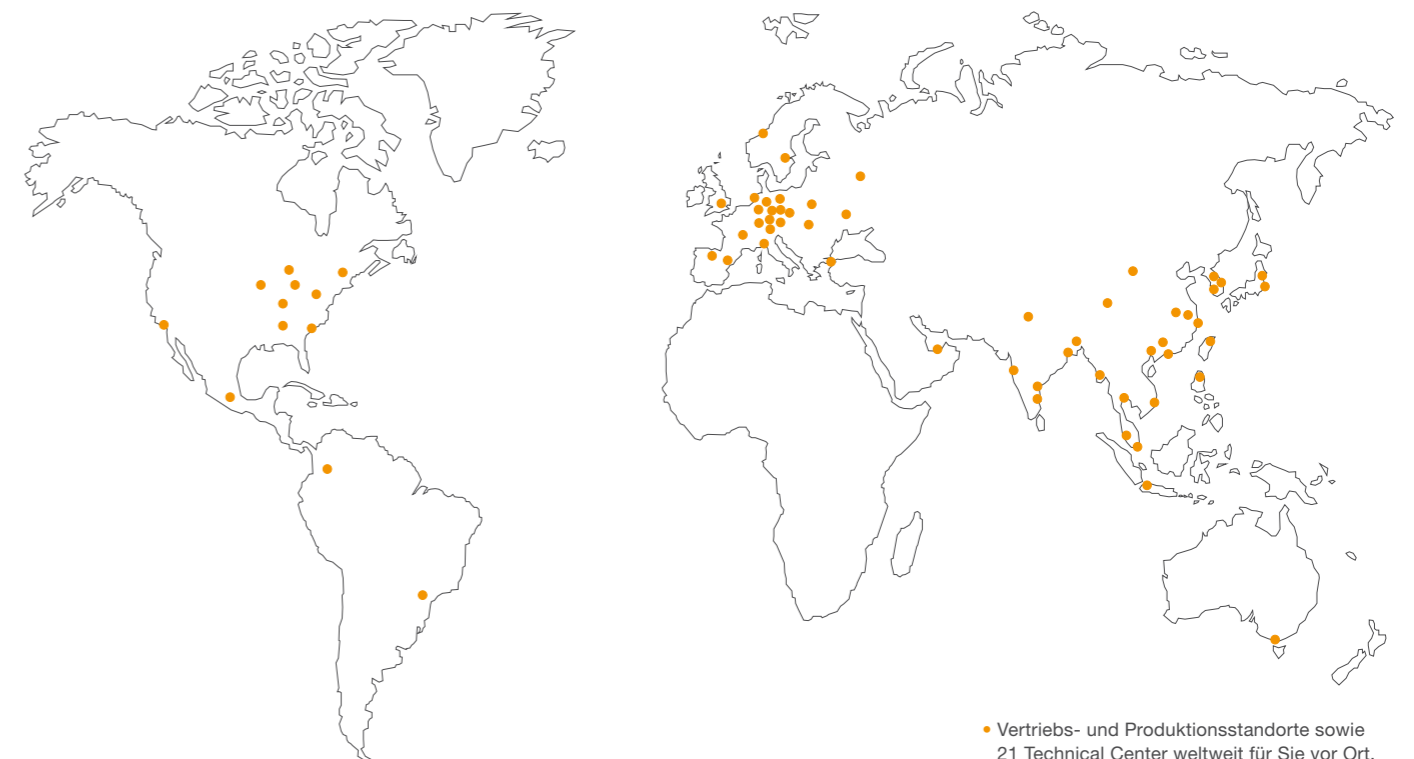 • Vertriebs- und Produktionsstandorte sowie
21 Technical Center weltweit für Sie vor Ort.